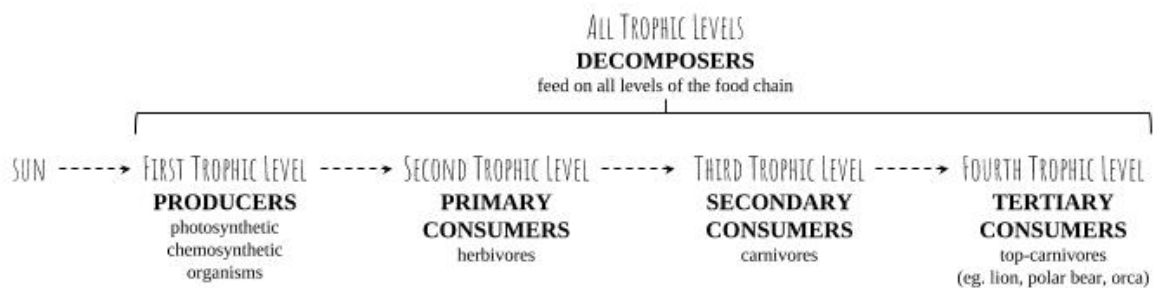 ALL TROPHIC LEVELS
DECOMPOSERS
feed on all levels of the food chain
SUN
FIRST TROPHIC LEVEL
PRODUCERS
photosynthetic
chemosynthetic
organisms
SECOND TROPHIC LEVEL
PRIMARY
CONSUMERS
herbivores
THIRD TROPHIC LEVEL
SECONDARY
CONSUMERS
carnivores
FOURTH TROPHIC LEVEL
TERTIARY
CONSUMERS
top-carnivores
(eg. lion, polar bear, orca)